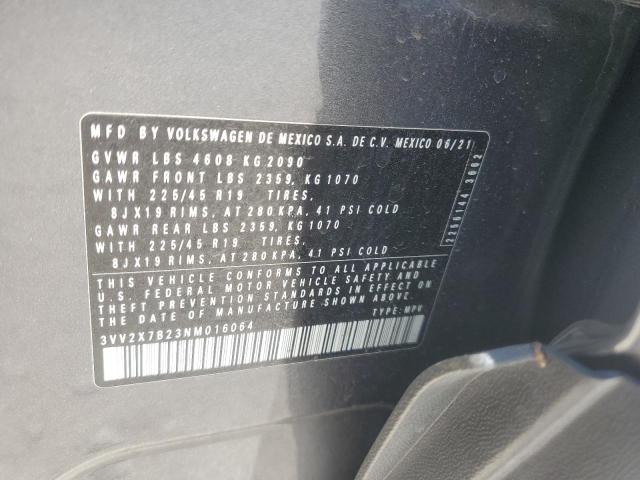 MFD BY VOLKSWAGEN DE MEXICO S.A. DE C.V. MEXICO 06/21
GVWR LBS 4608 KG 2090
GAWR FRONT LBS 2359, KG 1070
WITH 225/45 R19 TIRES,
8JX19 RIMS, AT 280 KPA, 41 PSI COLD
GAWR REAR LBS 2359, KG 1070
WITH 225/45 R19 TIRES,
8JX19 RIMS, AT 280 KPA, 41 PSI COLD
THIS VEHICLE CONFORMS TO ALL APPLICABLE
U.S. FEDERAL MOTOR VEHICLE SAFETY AND
THEFT PREVENTION STANDARDS IN EFFECT ON
THE DATE OF MANUFACTURE SHOWN ABOVE.
3VV2X7B23NM016064 TYPE: MPV
2256144 3002